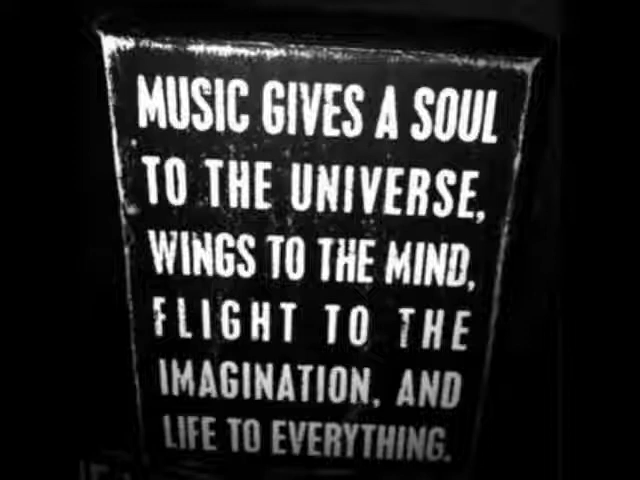 MUSIC GIVES A SOUL
TO THE UNIVERSE,
WINGS TO THE MIND,
FLIGHT TO THE
IMAGINATION, AND
LIFE TO EVERYTHING.